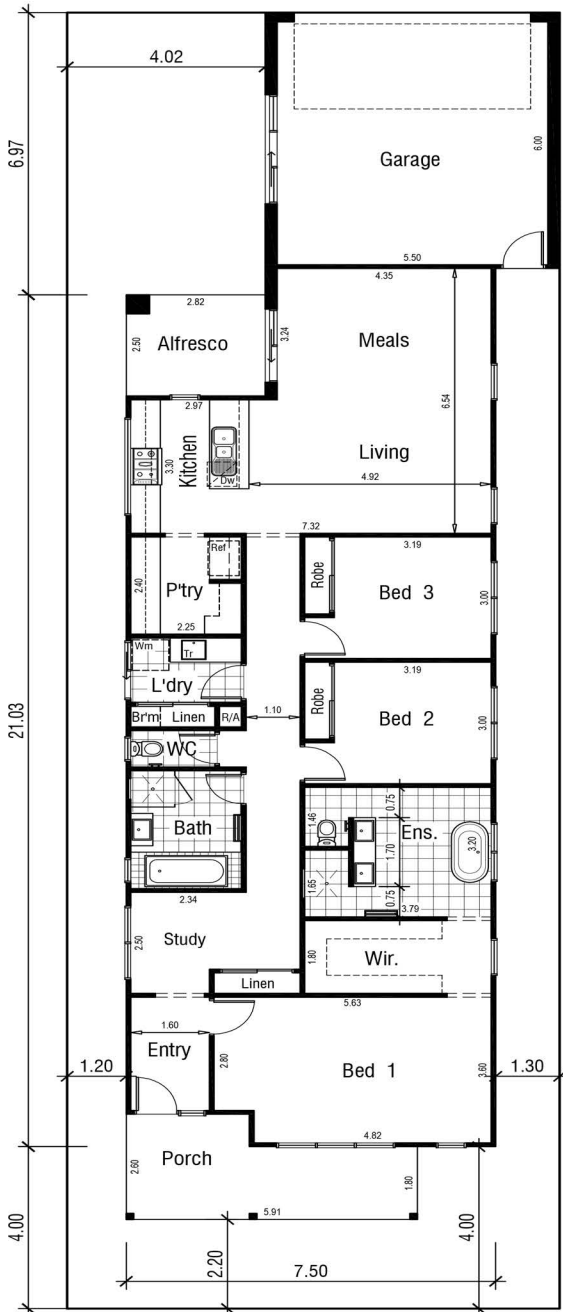 4.02
6.97
Garage
6.00
5.50
4.35
2.82
2.50
Alfresco
3.24
Meals
6.54
2.97
Kitchen
3.30
Dw
Living
4.92
7.32
Ref
2.40
P'try
2.25
Robe
3.19
Bed 3
3.00
Wm
Tr
L'dry
Br'm
Linen
R/A
1.10
Robe
3.19
Bed 2
3.00
21.03
WC
Bath
2.34
1.46
0.75
Ens.
1.70
3.20
1.65
0.75
3.79
2.50
Study
1.80
Wir.
Linen
5.63
1.60
Entry
2.80
Bed 1
3.60
1.20
1.30
4.82
Porch
2.60
1.80
5.91
4.00
2.20
4.00
7.50